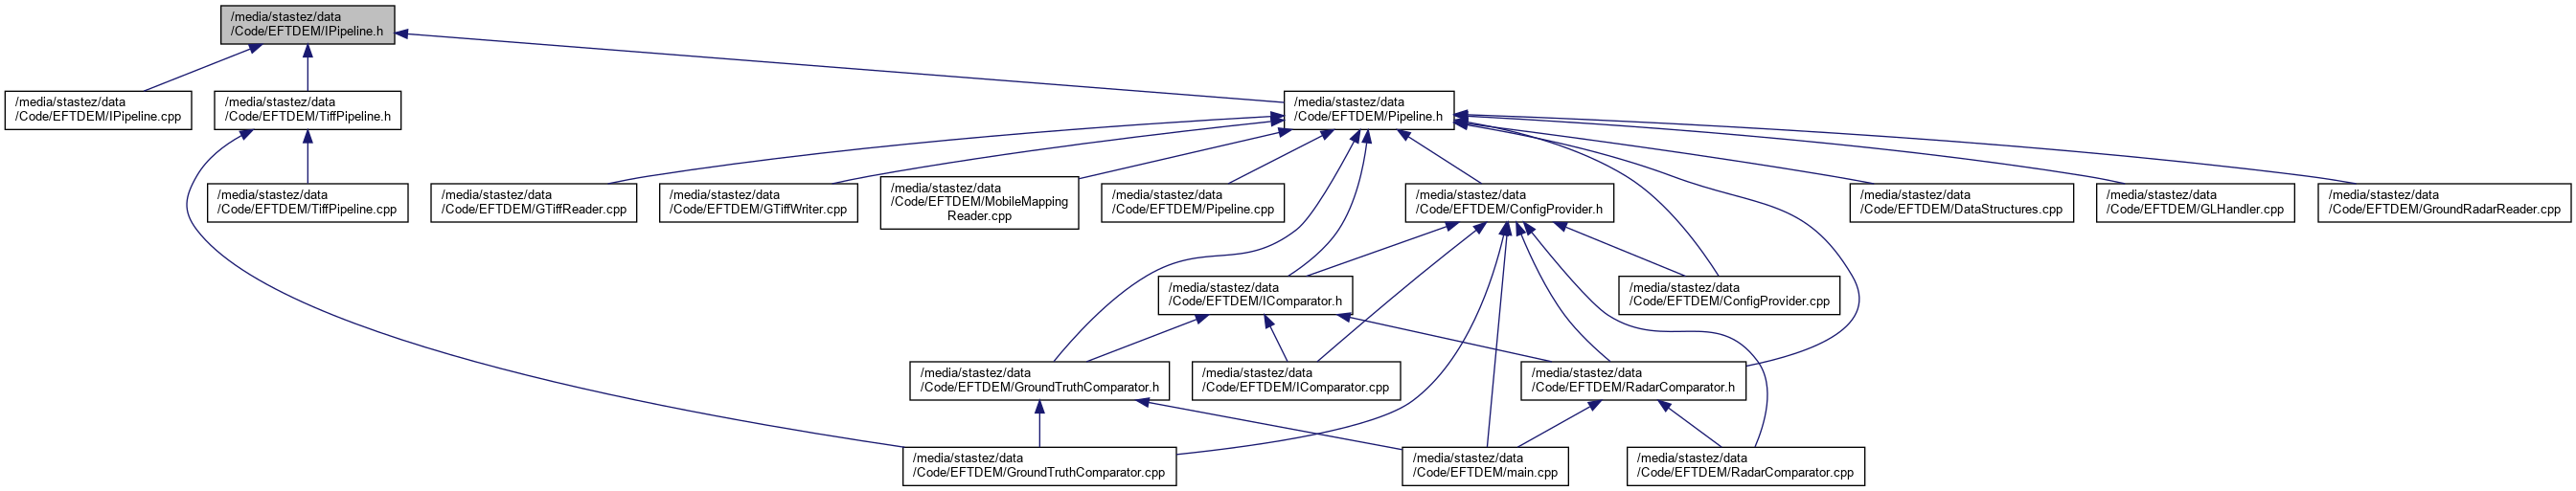 /media/stastez/data
/Code/EFTDEM/IPipeline.h
/media/stastez/data
/Code/EFTDEM/IPipeline.cpp
/media/stastez/data
/Code/EFTDEM/TiffPipeline.h
/media/stastez/data
/Code/EFTDEM/Pipeline.h
/media/stastez/data
/Code/EFTDEM/TiffPipeline.cpp
/media/stastez/data
/Code/EFTDEM/GTiffReader.cpp
/media/stastez/data
/Code/EFTDEM/GTiffWriter.cpp
/media/stastez/data
/Code/EFTDEM/MobileMapping
Reader.cpp
/media/stastez/data
/Code/EFTDEM/Pipeline.cpp
/media/stastez/data
/Code/EFTDEM/ConfigProvider.h
/media/stastez/data
/Code/EFTDEM/DataStructures.cpp
/media/stastez/data
/Code/EFTDEM/GLHandler.cpp
/media/stastez/data
/Code/EFTDEM/GroundRadarReader.cpp
/media/stastez/data
/Code/EFTDEM/IComparator.h
/media/stastez/data
/Code/EFTDEM/ConfigProvider.cpp
/media/stastez/data
/Code/EFTDEM/GroundTruthComparator.h
/media/stastez/data
/Code/EFTDEM/IComparator.cpp
/media/stastez/data
/Code/EFTDEM/RadarComparator.h
/media/stastez/data
/Code/EFTDEM/GroundTruthComparator.cpp
/media/stastez/data
/Code/EFTDEM/main.cpp
/media/stastez/data
/Code/EFTDEM/RadarComparator.cpp